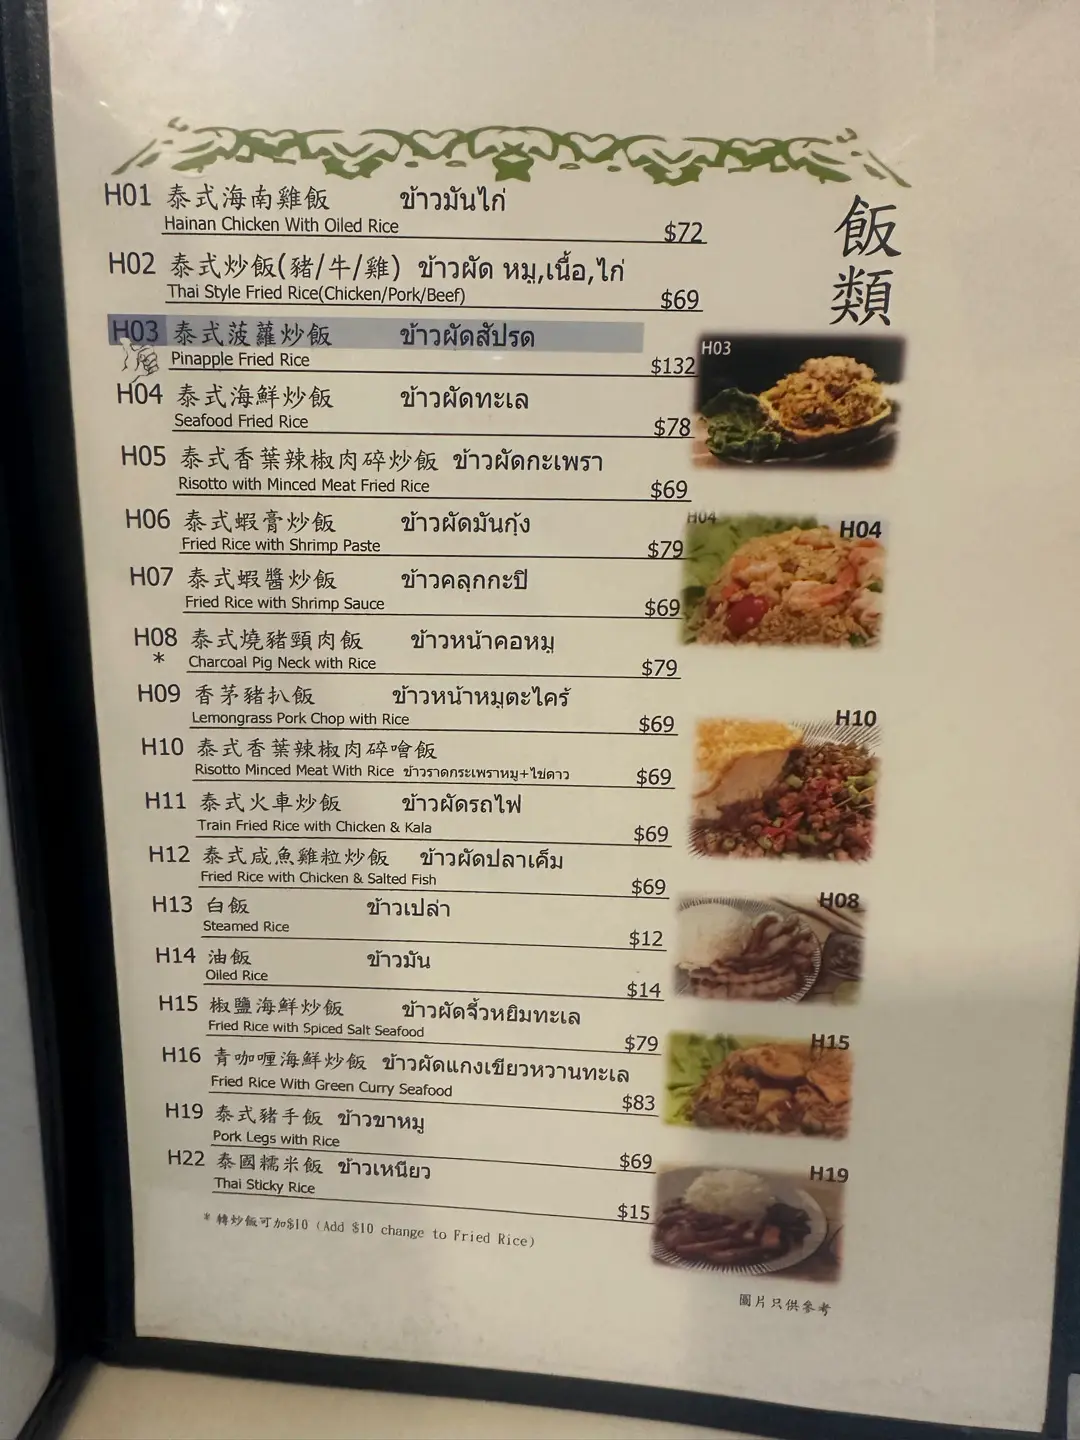 飯類
H01 泰式海南雞飯 ข้าวมันไก่
Hainan Chicken With Oiled Rice $72
H02 泰式炒飯(豬/牛/雞) ข้าวผัด หมู,เนื้อ,ไก่
Thai Style Fried Rice(Chicken/Pork/Beef) $69
H03 泰式菠蘿炒飯 ข้าวผัดสัปรด
Pinapple Fried Rice $132
H04 泰式海鮮炒飯 ข้าวผัดทะเล
Seafood Fried Rice $78
H05 泰式香葉辣椒肉碎炒飯 ข้าวผัดกะเพรา
Risotto with Minced Meat Fried Rice $69
H06 泰式蝦膏炒飯 ข้าวผัดมันกุ้ง
Fried Rice with Shrimp Paste $79
H07 泰式蝦醬炒飯 ข้าวคลุกกะปิ
Fried Rice with Shrimp Sauce $69
H08 泰式燒豬頸肉飯 ข้าวหน้าคอหมู
* Charcoal Pig Neck with Rice $79
H09 香茅豬扒飯 ข้าวหน้าหมูตะไคร้
Lemongrass Pork Chop with Rice $69
H10 泰式香葉辣椒肉碎噲飯
Risotto Minced Meat With Rice ข้าวราดกระเพราหมู+ไข่ดาว $69
H11 泰式火車炒飯 ข้าวผัดรถไฟ
Train Fried Rice with Chicken & Kala $69
H12 泰式咸魚雞粒炒飯 ข้าวผัดปลาเค็ม
Fried Rice with Chicken & Salted Fish $69
H13 白飯 ข้าวเปล่า
Steamed Rice $12
H14 油飯 ข้าวมัน
Oiled Rice $14
H15 椒鹽海鮮炒飯 ข้าวผัดจิ้วหยิมทะเล
Fried Rice with Spiced Salt Seafood $79
H16 青咖喱海鮮炒飯 ข้าวผัดแกงเขียวหวานทะเล
Fried Rice With Green Curry Seafood $83
H19 泰式豬手飯 ข้าวขาหมู
Pork Legs with Rice $69
H22 泰國糯米飯 ข้าวเหนียว
Thai Sticky Rice $15
* 轉炒飯可加$10 (Add $10 change to Fried Rice)
H03
H04 H04
H10
H08
H15
H19
圖片只供參考